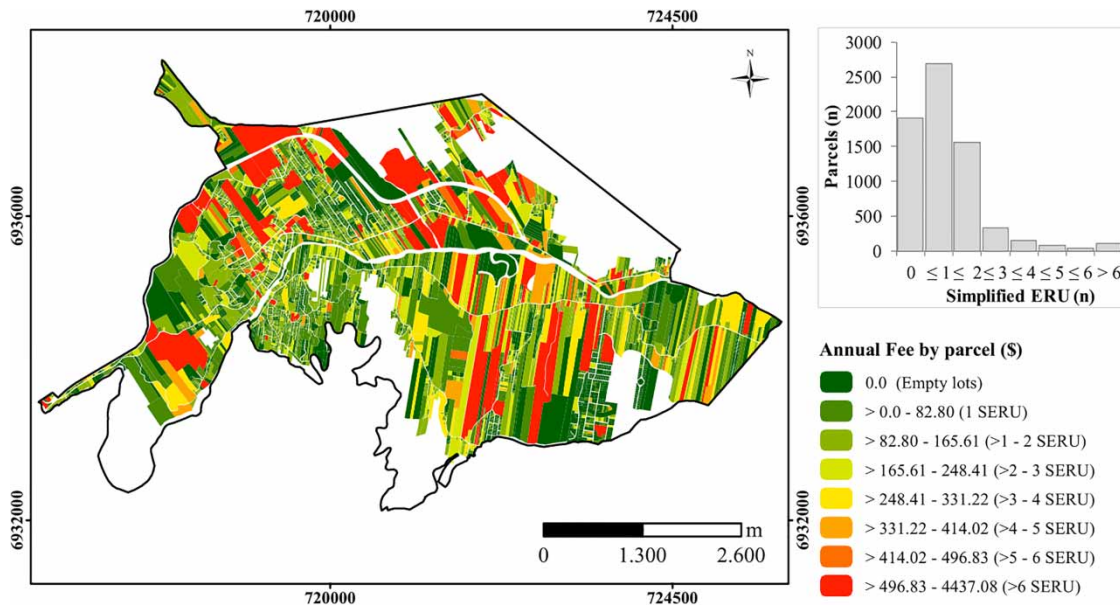 720000
724500
N
6936000
6936000
6932000
6932000
m
0
1.300
2.600
720000
724500
3000
2500
2000
1500
1000
500
0
Parcels (n)
0 ≤ 1 ≤ 2 ≤ 3 ≤ 4 ≤ 5 ≤ 6 > 6
Simplified ERU (n)
Annual Fee by parcel ($)
0.0 (Empty lots)
> 0.0 - 82.80 (1 SERU)
> 82.80 - 165.61 (>1 - 2 SERU)
> 165.61 - 248.41 (>2 - 3 SERU)
> 248.41 - 331.22 (>3 - 4 SERU)
> 331.22 - 414.02 (>4 - 5 SERU)
> 414.02 - 496.83 (>5 - 6 SERU)
> 496.83 - 4437.08 (>6 SERU)